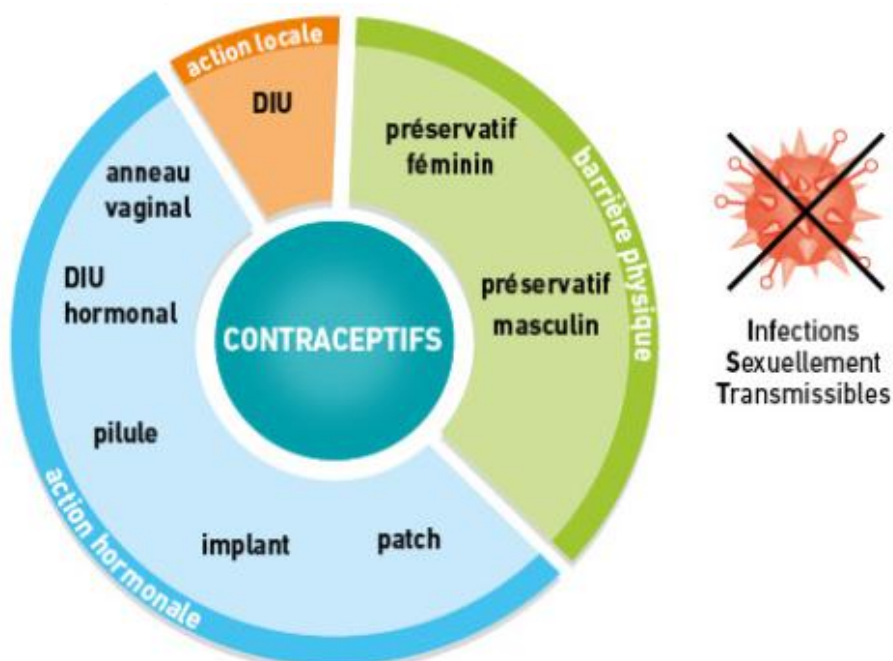 action locale
DIU
préservatif
féminin
barrière physique
préservatif
masculin
anneau
vaginal
DIU
hormonal
CONTRACEPTIFS
pilule
implant
patch
action hormonale
Infections
Sexuellement
Transmissibles